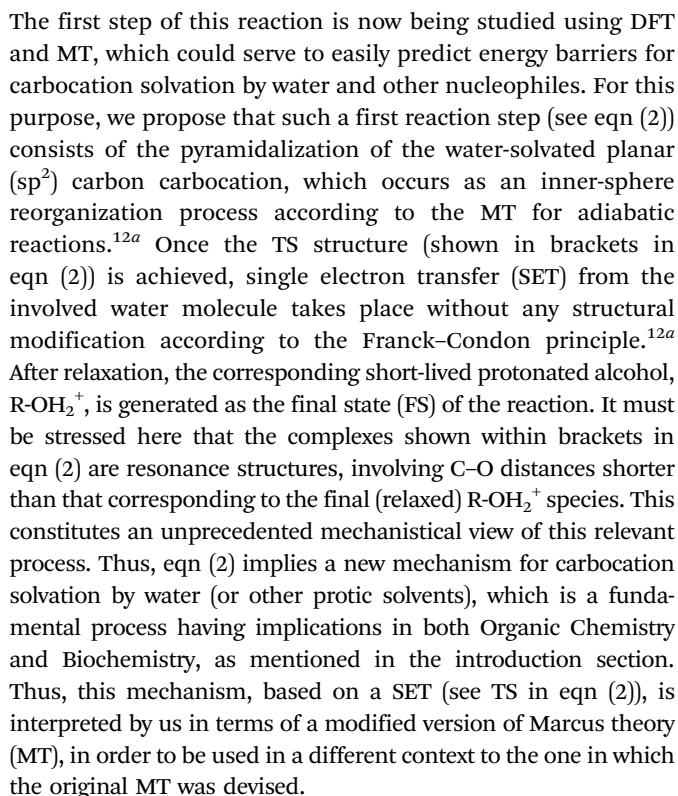 The first step of this reaction is now being studied using DFT
and MT, which could serve to easily predict energy barriers for
carbocation solvation by water and other nucleophiles. For this
purpose, we propose that such a first reaction step (see eqn (2))
consists of the pyramidalization of the water-solvated planar
(sp²) carbon carbocation, which occurs as an inner-sphere
reorganization process according to the MT for adiabatic
reactions.¹²ᵃ Once the TS structure (shown in brackets in
eqn (2)) is achieved, single electron transfer (SET) from the
involved water molecule takes place without any structural
modification according to the Franck–Condon principle.¹²ᵃ
After relaxation, the corresponding short-lived protonated alcohol,
R-OH₂⁺, is generated as the final state (FS) of the reaction. It must
be stressed here that the complexes shown within brackets in
eqn (2) are resonance structures, involving C–O distances shorter
than that corresponding to the final (relaxed) R-OH₂⁺ species. This
constitutes an unprecedented mechanistical view of this relevant
process. Thus, eqn (2) implies a new mechanism for carbocation
solvation by water (or other protic solvents), which is a funda-
mental process having implications in both Organic Chemistry
and Biochemistry, as mentioned in the introduction section.
Thus, this mechanism, based on a SET (see TS in eqn (2)), is
interpreted by us in terms of a modified version of Marcus theory
(MT), in order to be used in a different context to the one in which
the original MT was devised.